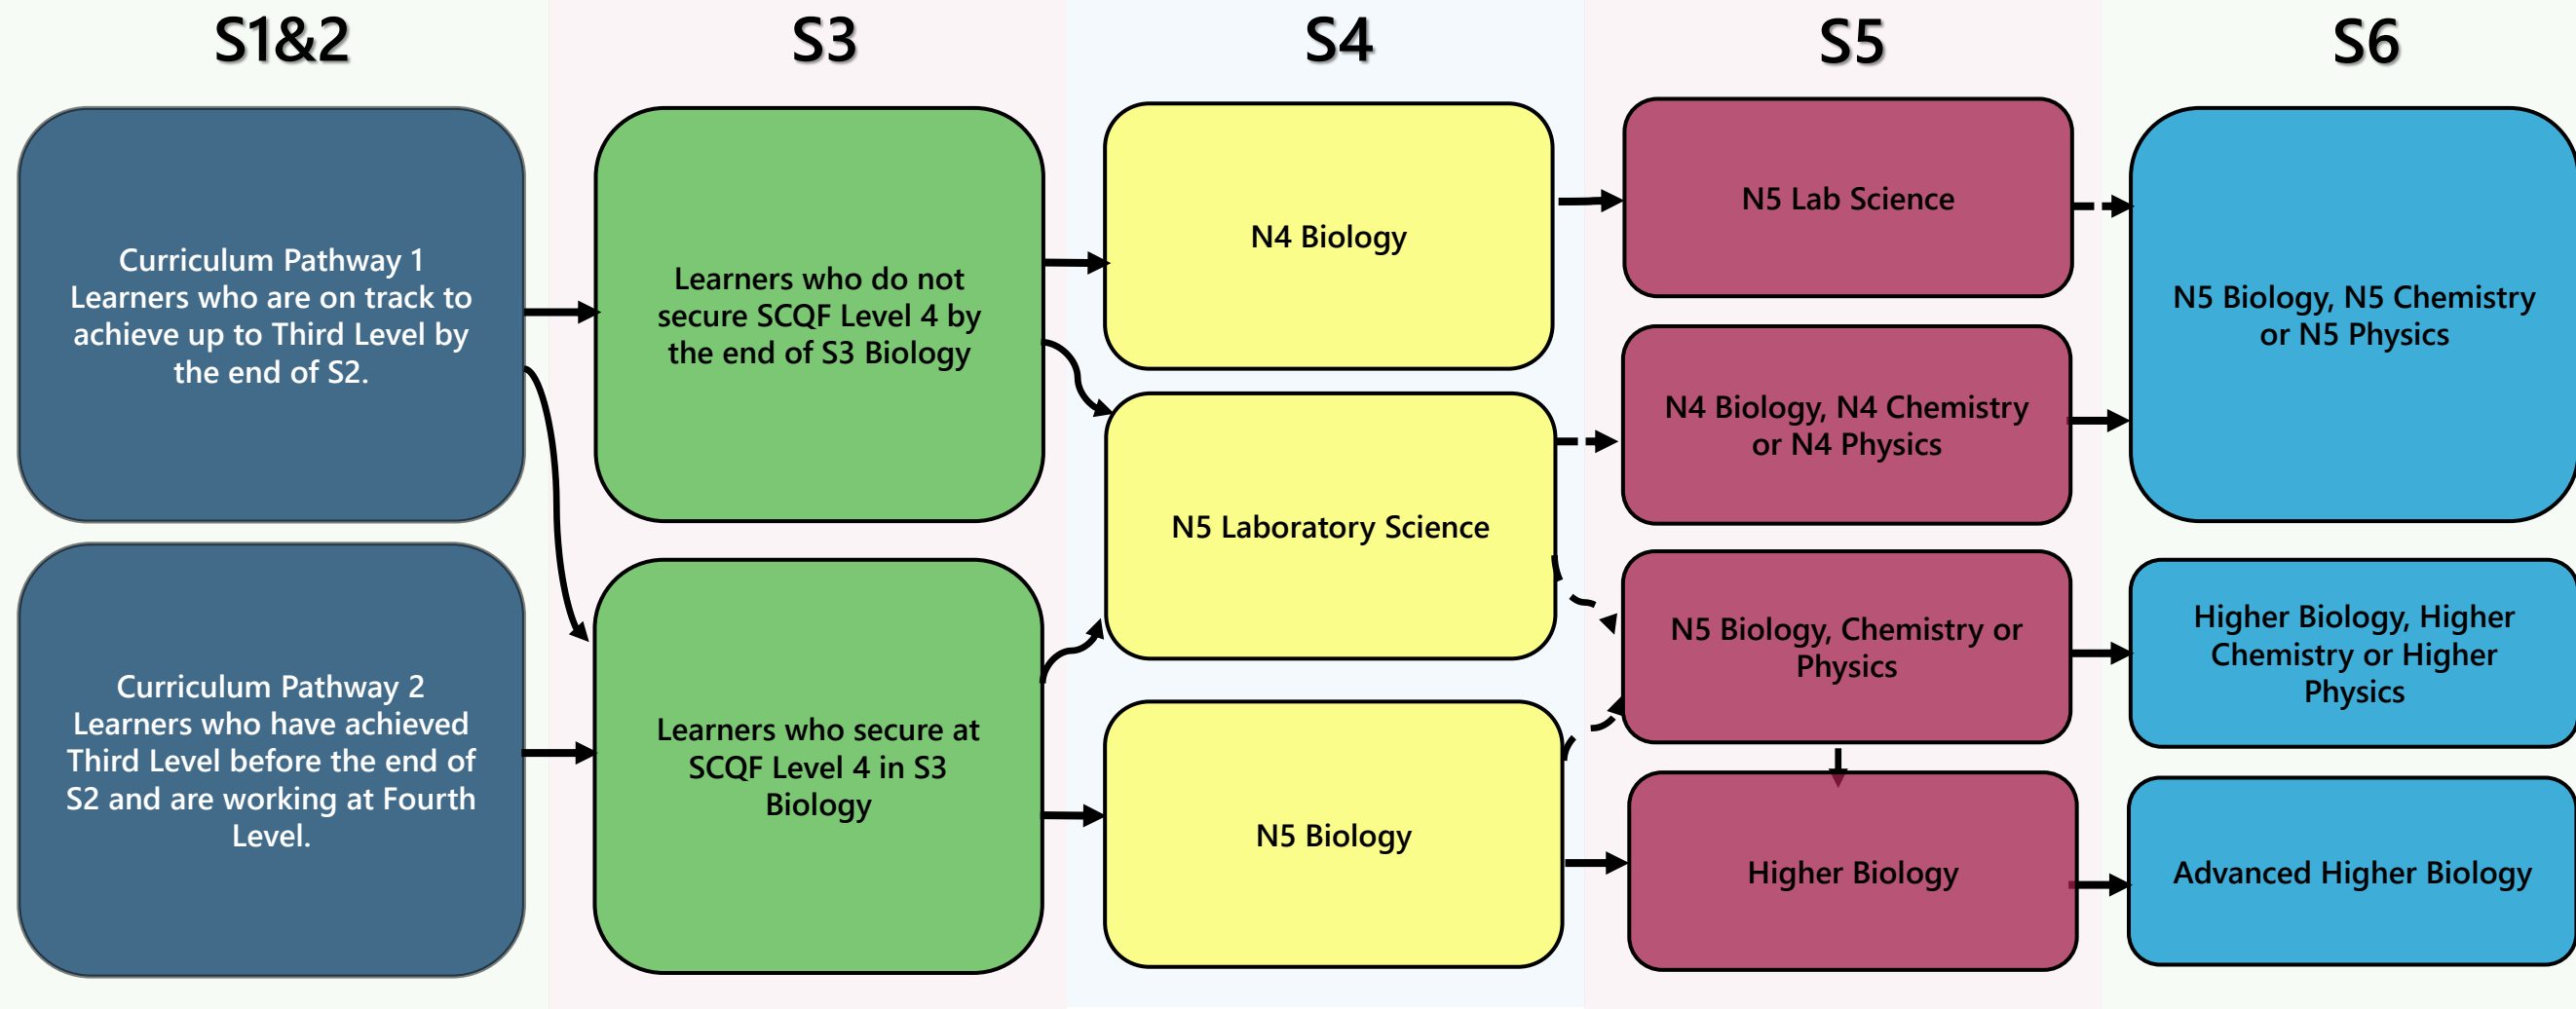 S1&2
S3
S4
S5
S6
Curriculum Pathway 1
Learners who are on track to
achieve up to Third Level by
the end of S2.
Curriculum Pathway 2
Learners who have achieved
Third Level before the end of
S2 and are working at Fourth
Level.
Learners who do not
secure SCQF Level 4 by
the end of S3 Biology
Learners who secure at
SCQF Level 4 in S3
Biology
N4 Biology
N5 Laboratory Science
N5 Biology
N5 Lab Science
N4 Biology, N4 Chemistry
or N4 Physics
N5 Biology, Chemistry or
Physics
Higher Biology
N5 Biology, N5 Chemistry
or N5 Physics
Higher Biology, Higher
Chemistry or Higher
Physics
Advanced Higher Biology